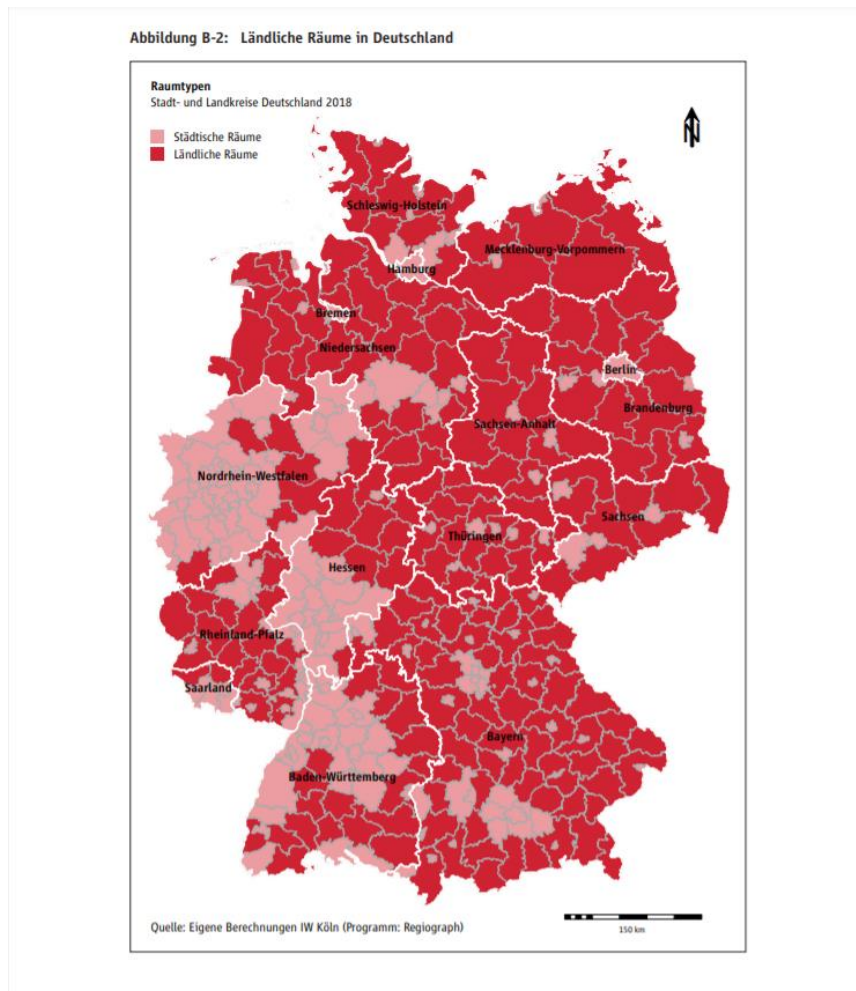 Abbildung B-2: Ländliche Räume in Deutschland
Raumtypen
Stadt- und Landkreise Deutschland 2018
Städtische Räume
Ländliche Räume
N
Schleswig-Holstein
Mecklenburg-Vorpommern
Hamburg
Bremen
Niedersachsen
Berlin
Brandenburg
Sachsen-Anhalt
Nordrhein-Westfalen
Sachsen
Thüringen
Hessen
Rheinland-Pfalz
Saarland
Bayern
Baden-Württemberg
Quelle: Eigene Berechnungen IW Köln (Programm: Regiograph)
150 km